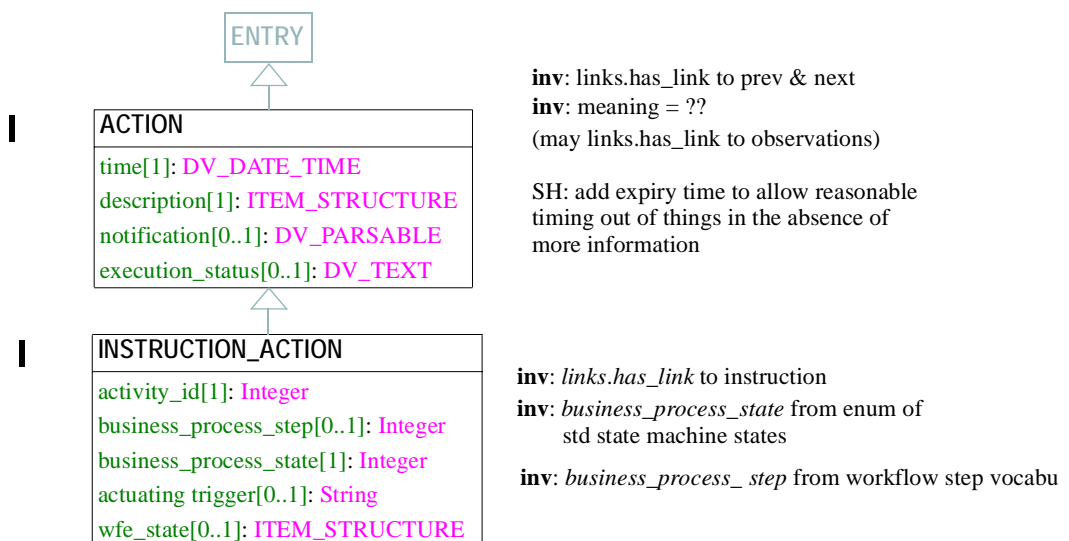 ENTRY
inv: links.has_link to prev & next
inv: meaning = ??
(may links.has_link to observations)
SH: add expiry time to allow reasonable
timing out of things in the absence of
more information
ACTION
time[1]: DV_DATE_TIME
description[1]: ITEM_STRUCTURE
notification[0..1]: DV_PARSABLE
execution_status[0..1]: DV_TEXT
INSTRUCTION_ACTION
activity_id[1]: Integer
business_process_step[0..1]: Integer
business_process_state[1]: Integer
actuating trigger[0..1]: String
wfe_state[0..1]: ITEM_STRUCTURE
inv: links.has_link to instruction
inv: business_process_state from enum of
std state machine states
inv: business_process_ step from workflow step vocabu